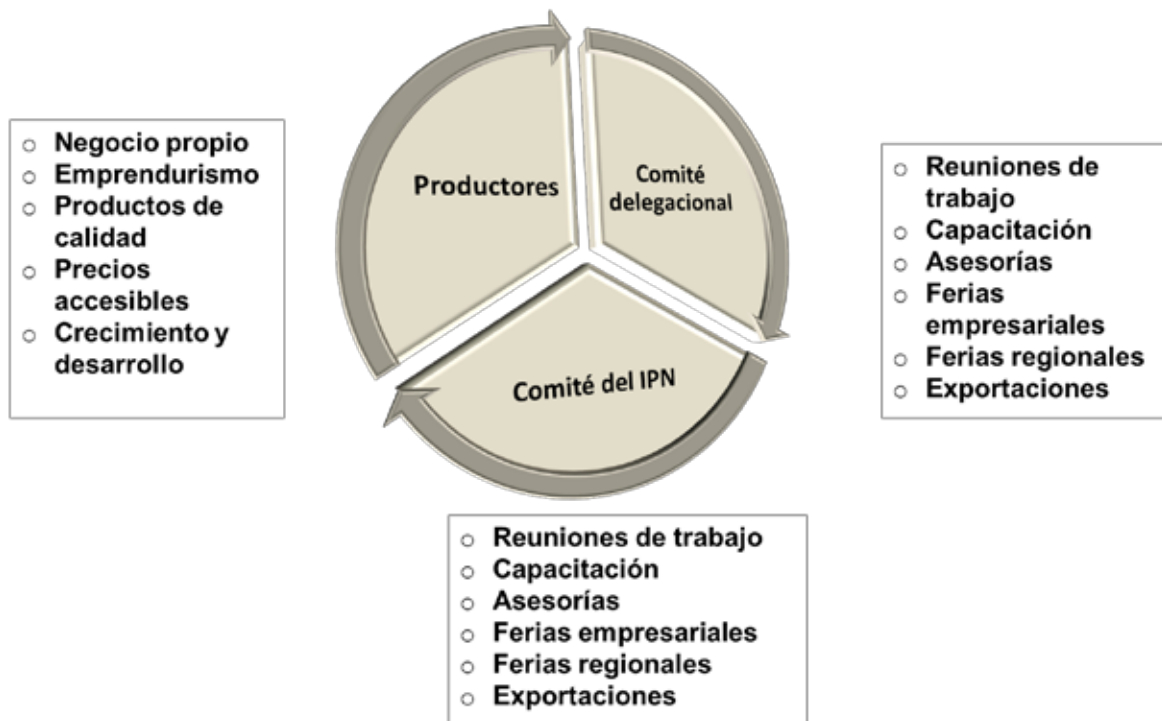 Productores
Comité
delegacional
Comité del IPN
○ Negocio propio
○ Emprendurismo
○ Productos de
calidad
○ Precios
accesibles
○ Crecimiento y
desarrollo
○ Reuniones de
trabajo
○ Capacitación
○ Asesorías
○ Ferias
empresariales
○ Ferias regionales
○ Exportaciones
○ Reuniones de trabajo
○ Capacitación
○ Asesorías
○ Ferias empresariales
○ Ferias regionales
○ Exportaciones